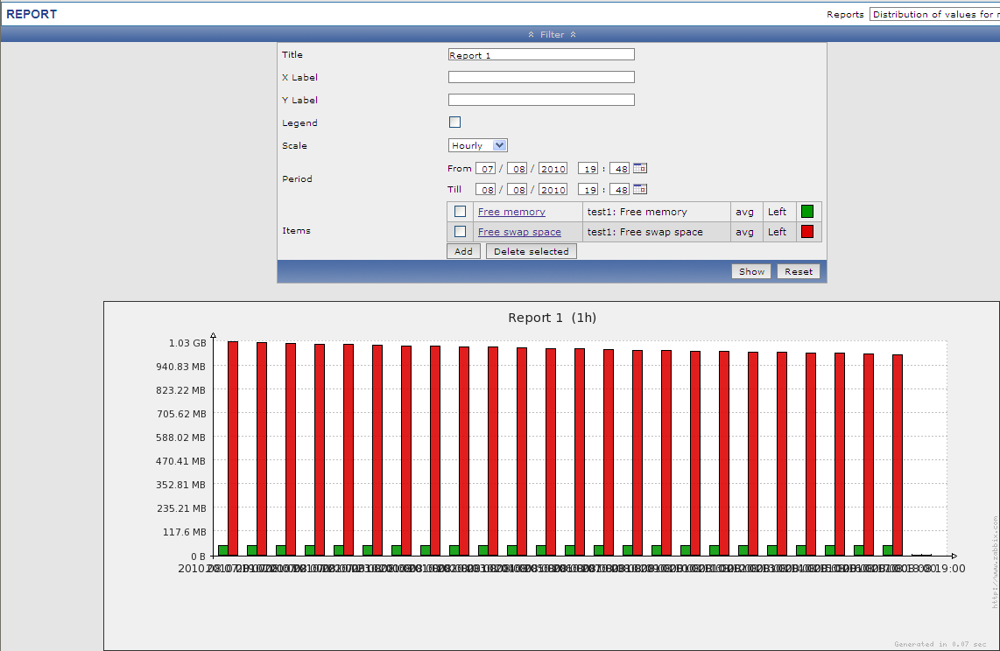 REPORT
Reports Distribution of values for
Filter
Title Report 1
X Label
Y Label
Legend
Scale Hourly
Period
From 07 / 08 / 2010 19 : 48
Till 08 / 08 / 2010 19 : 48
Items
Free memory test1: Free memory avg Left
Free swap space test1: Free swap space avg Left
Add Delete selected
Show Reset
Report 1 (1h)
1.03 GB
940.83 MB
823.22 MB
705.62 MB
588.02 MB
470.41 MB
352.81 MB
235.21 MB
117.6 MB
0 B
http://www.zabbix.com
Generated in 0.07 sec